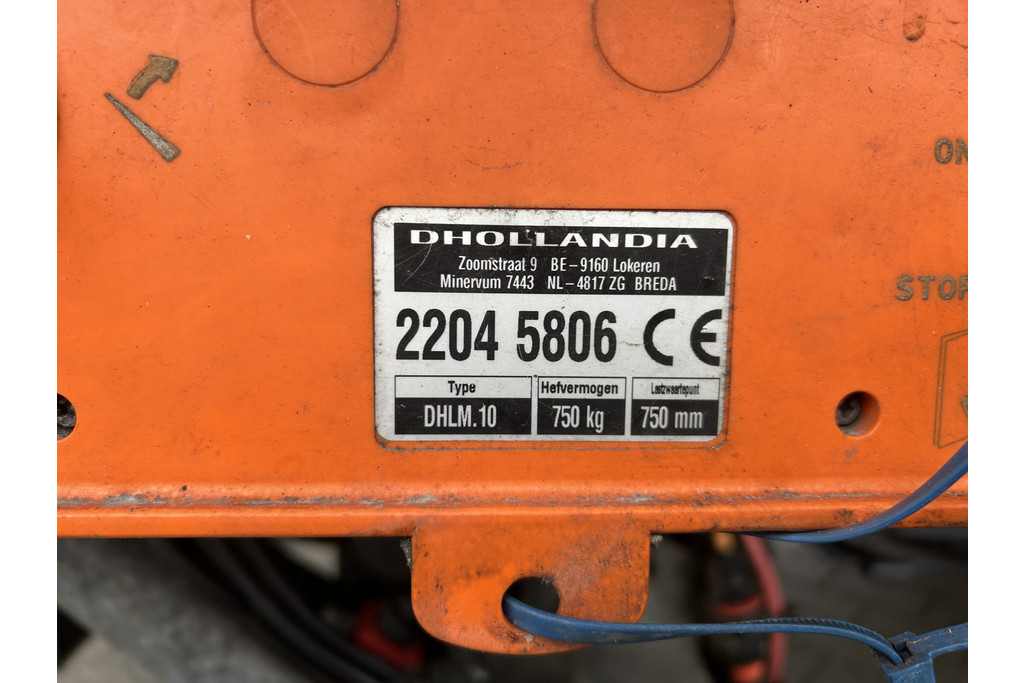 ON
DHOLLANDIA
Zoomstraat 9 BE-9160 Lokeren
Minervum 7443 NL-4817 ZG BREDA
STOP
2204 5806 CE
Type Hefvermogen Lastzwaartepunt
DHLM.10 750 kg 750 mm